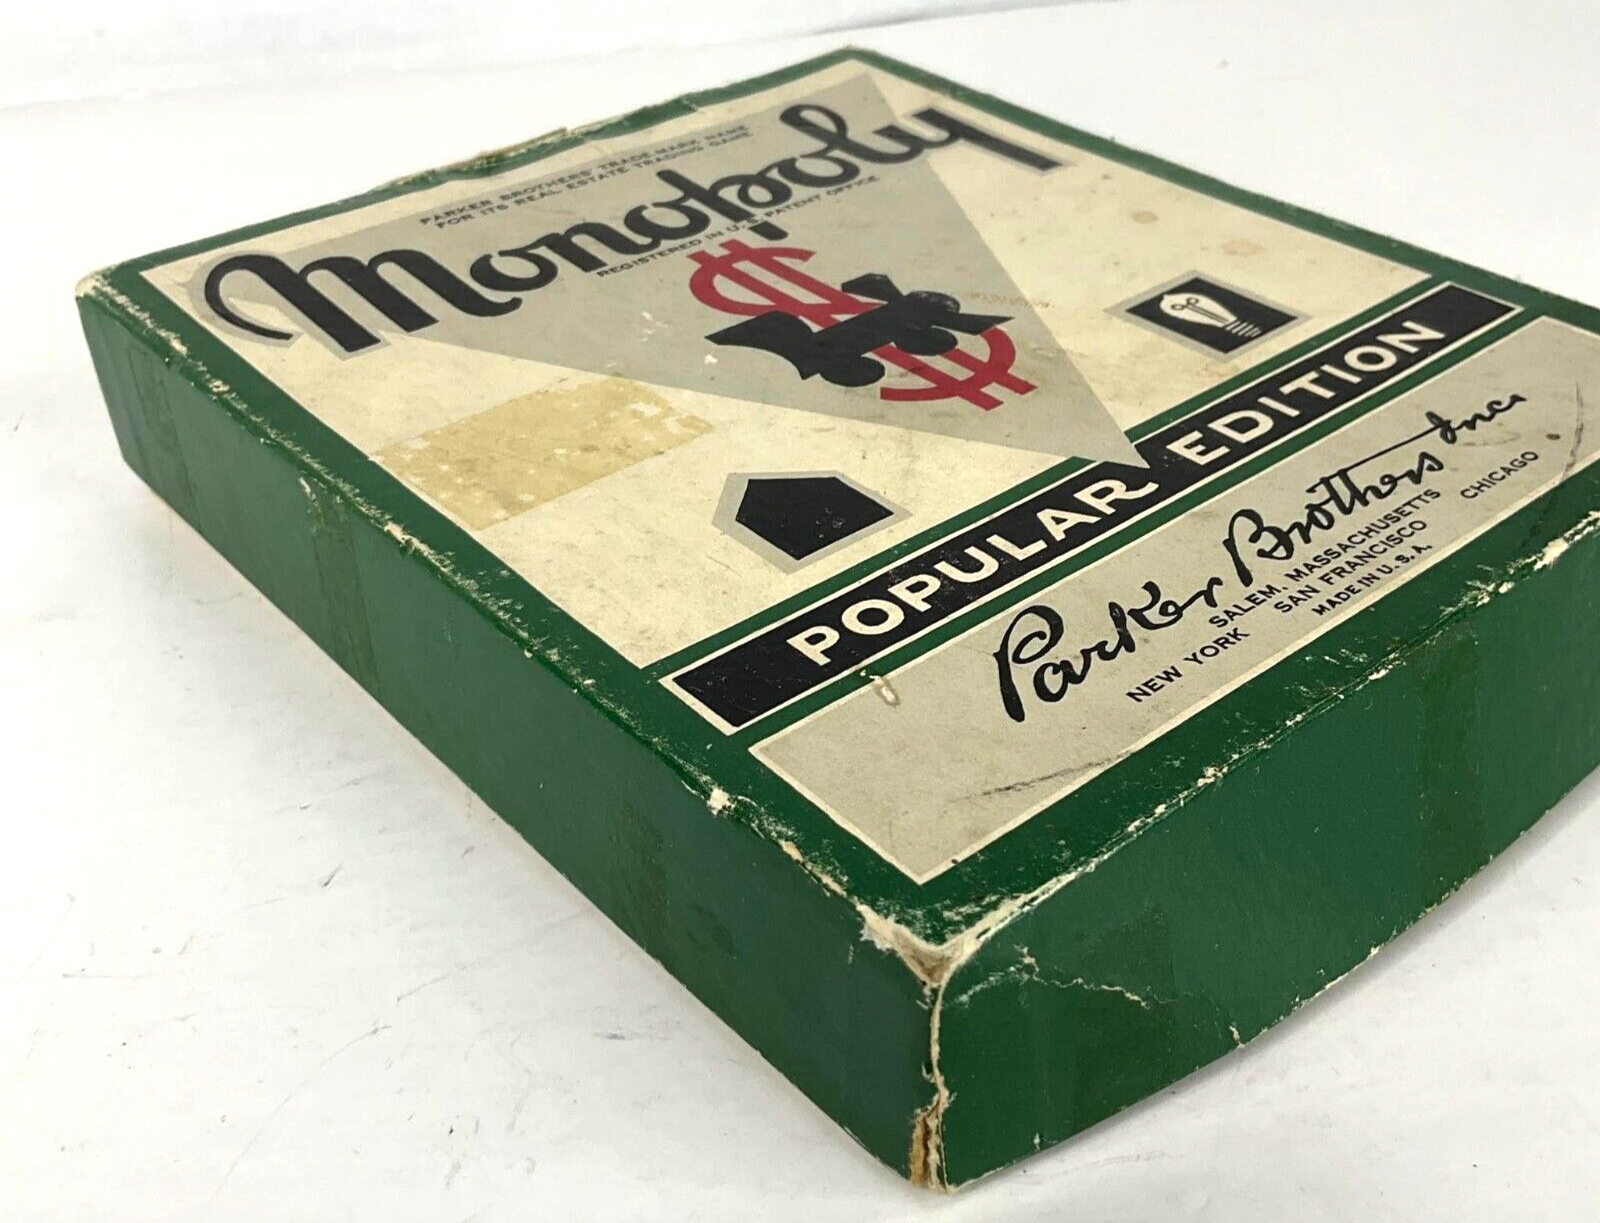 PARKER BROTHERS' TRADE-MARK NAME
FOR ITS REAL ESTATE TRADING GAME
Monopoly
REGISTERED IN U.S. PATENT OFFICE
$
POPULAR EDITION
Parker Brothers Inc.
SALEM, MASSACHUSETTS
NEW YORK SAN FRANCISCO CHICAGO
MADE IN U.S.A.